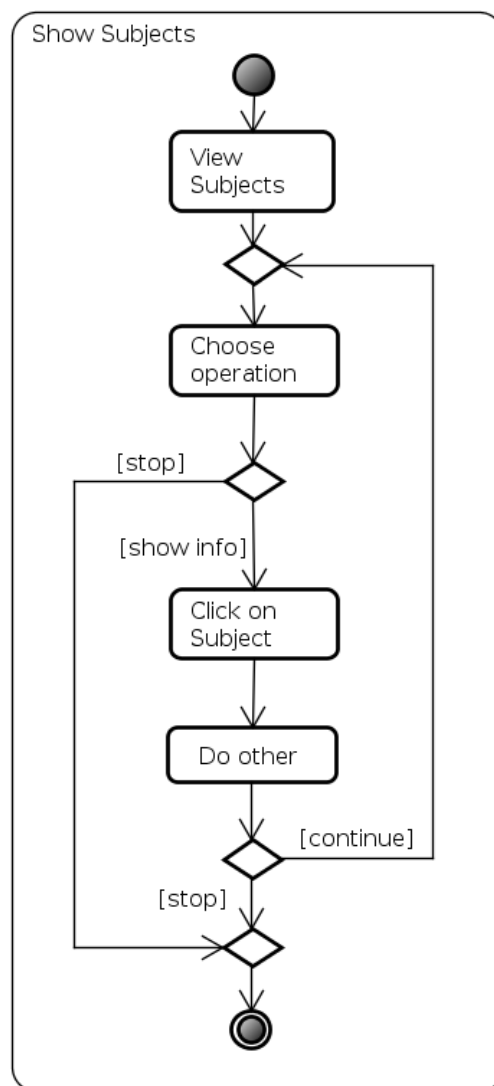 Show Subjects
View
Subjects
Choose
operation
[stop]
[show info]
Click on
Subject
Do other
[continue]
[stop]